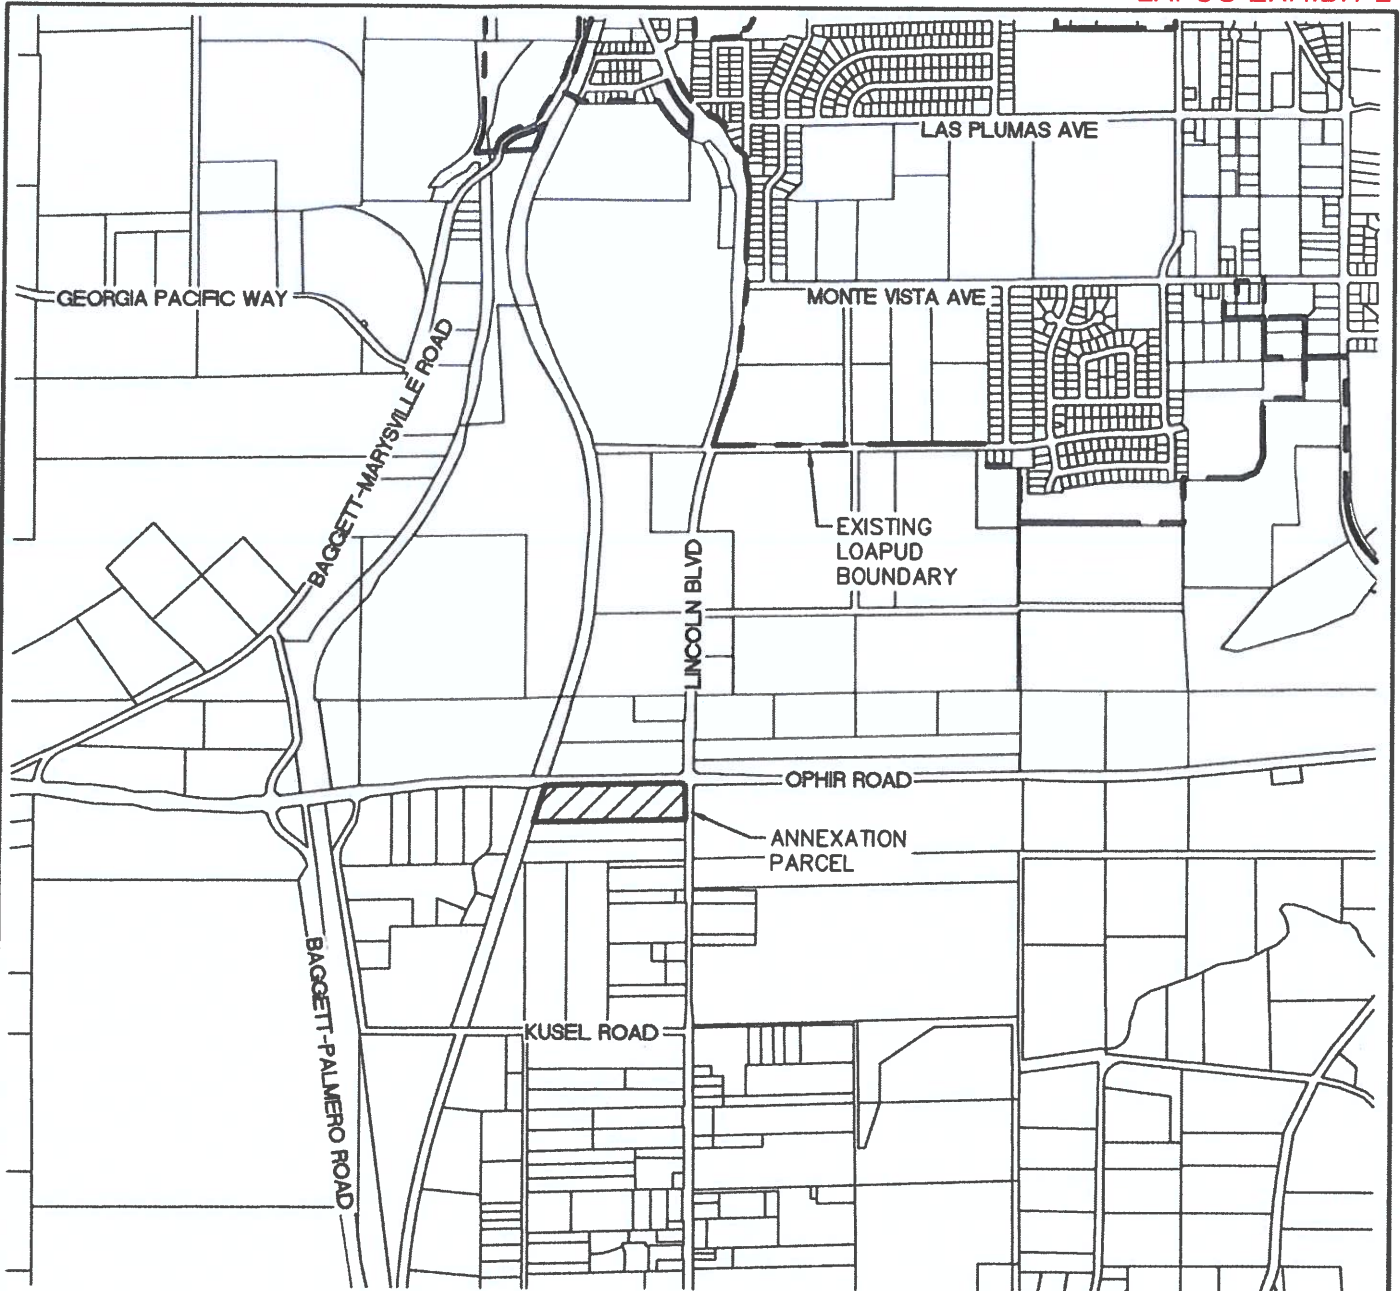 LAS PLUMAS AVE
GEORGIA PACIFIC WAY
MONTE VISTA AVE
BAGGETT-MARYSVILLE ROAD
EXISTING
LOAPUD
BOUNDARY
LINCOLN BLVD
OPHIR ROAD
ANNEXATION
PARCEL
BAGGETT-PALMERO ROAD
KUSEL ROAD